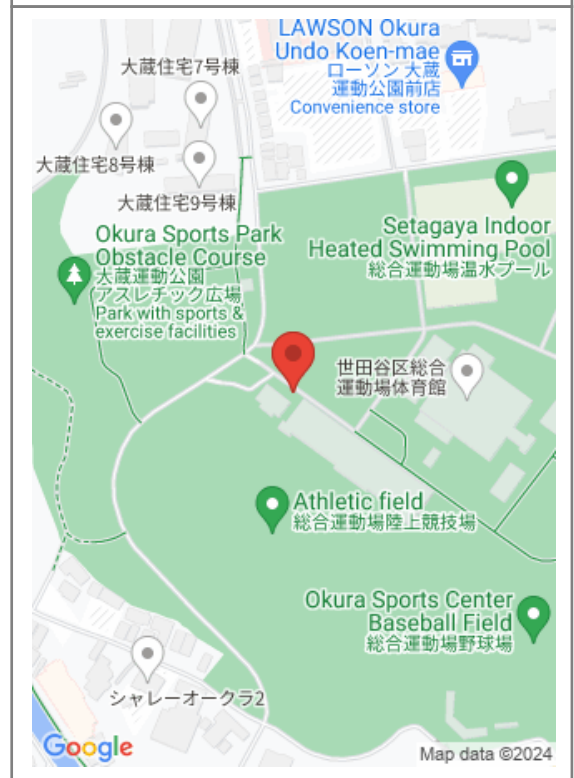 LAWSON Okura
Undo Koen-mae
ローソン 大蔵
運動公園前店
Convenience store
大蔵住宅7号棟
大蔵住宅8号棟
大蔵住宅9号棟
Setagaya Indoor
Heated Swimming Pool
総合運動場温水プール
Okura Sports Park
Obstacle Course
大蔵運動公園
アスレチック広場
Park with sports &
exercise facilities
世田谷区総合
運動場体育館
Athletic field
総合運動場陸上競技場
Okura Sports Center
Baseball Field
総合運動場野球場
シャレーオークラ2
Google
Map data ©2024